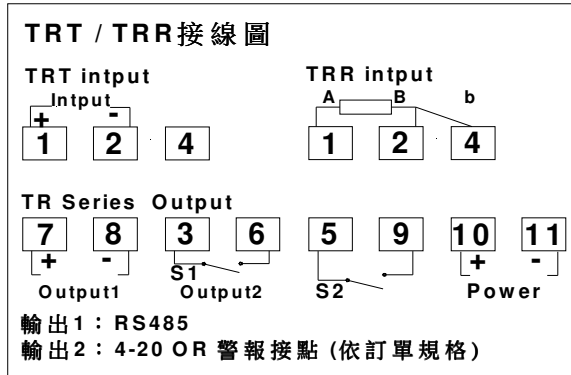 TRT / TRR接線圖
TRT intput
TRR intput
Intput
A B b
+ -
1 2 4
1 2 4
TR Series Output
7 8 3 6 5 9 10 11
+ - S1 S2 + -
Output1 Output2 Power
輸出1：RS485
輸出2：4-20 OR 警報接點 (依訂單規格)